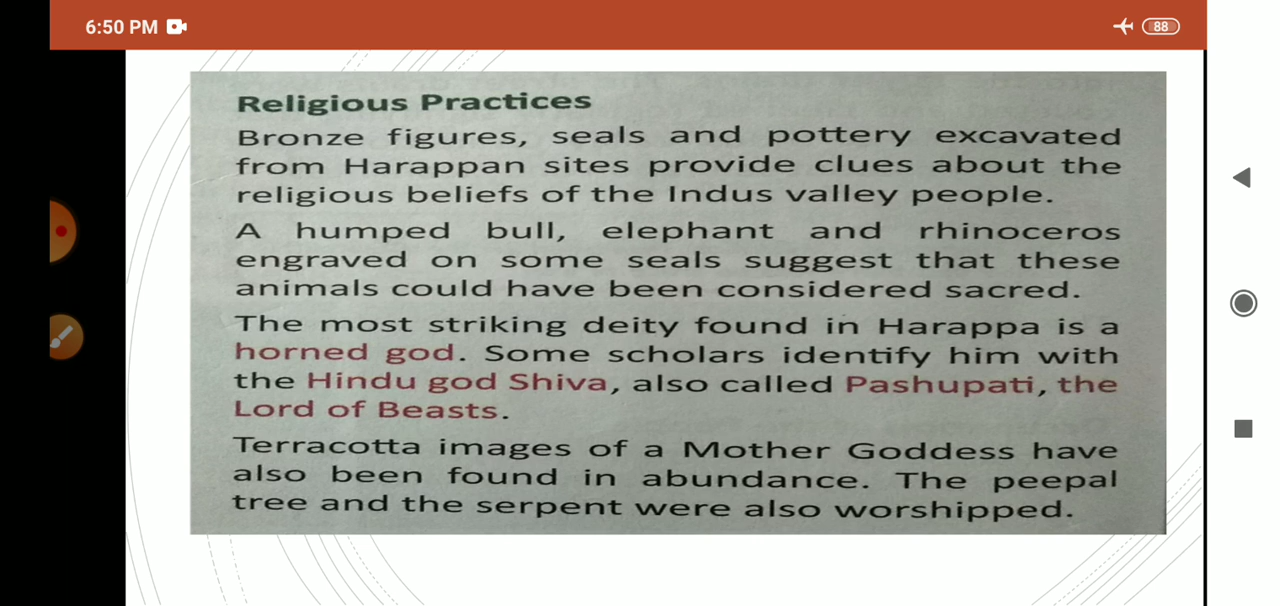 6:50 PM
88
Religious Practices
Bronze figures, seals and pottery excavated
from Harappan sites provide clues about the
religious beliefs of the Indus valley people.
A humped bull, elephant and rhinoceros
engraved on some seals suggest that these
animals could have been considered sacred.
The most striking deity found in Harappa is a
horned god. Some scholars identify him with
the Hindu god Shiva, also called Pashupati, the
Lord of Beasts.
Terracotta images of a Mother Goddess have
also been found in abundance. The peepal
tree and the serpent were also worshipped.